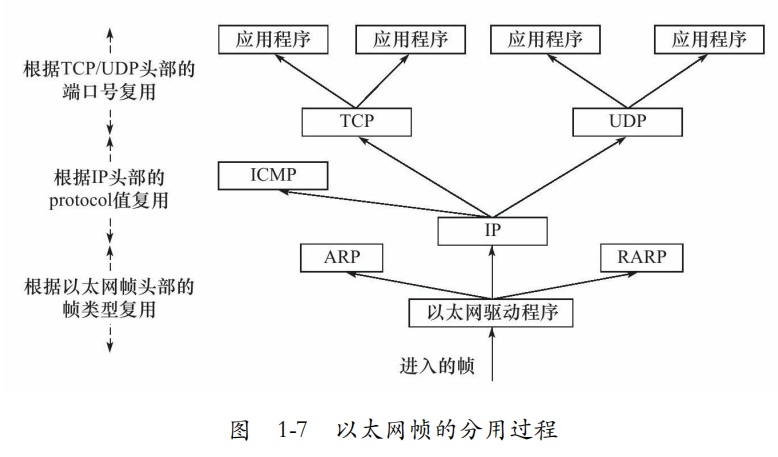 应用程序 应用程序 应用程序 应用程序
根据TCP/UDP头部的
端口号复用
TCP UDP
根据IP头部的
protocol值复用
ICMP
IP
ARP RARP
根据以太网帧头部的
帧类型复用
以太网驱动程序
进入的帧
图 1-7 以太网帧的分用过程